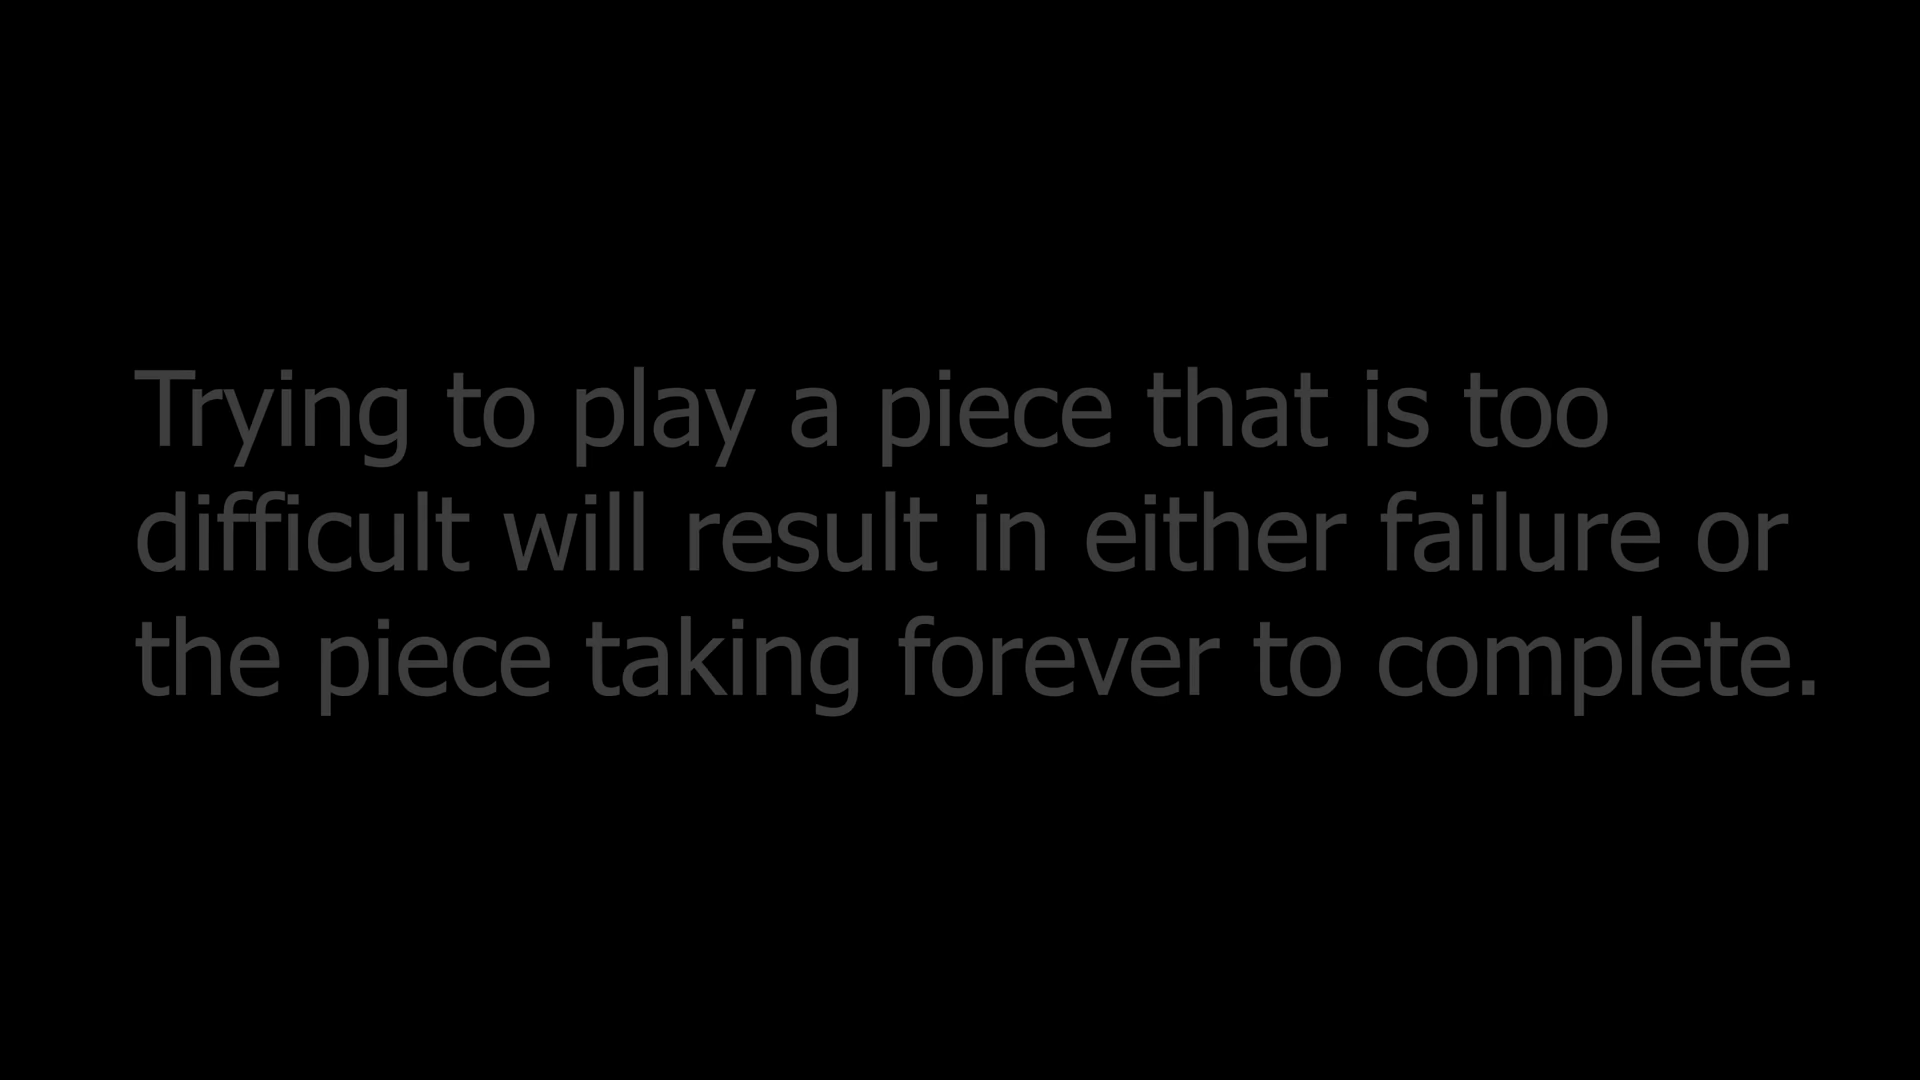 Trying to play a piece that is too
difficult will result in either failure or
the piece taking forever to complete.